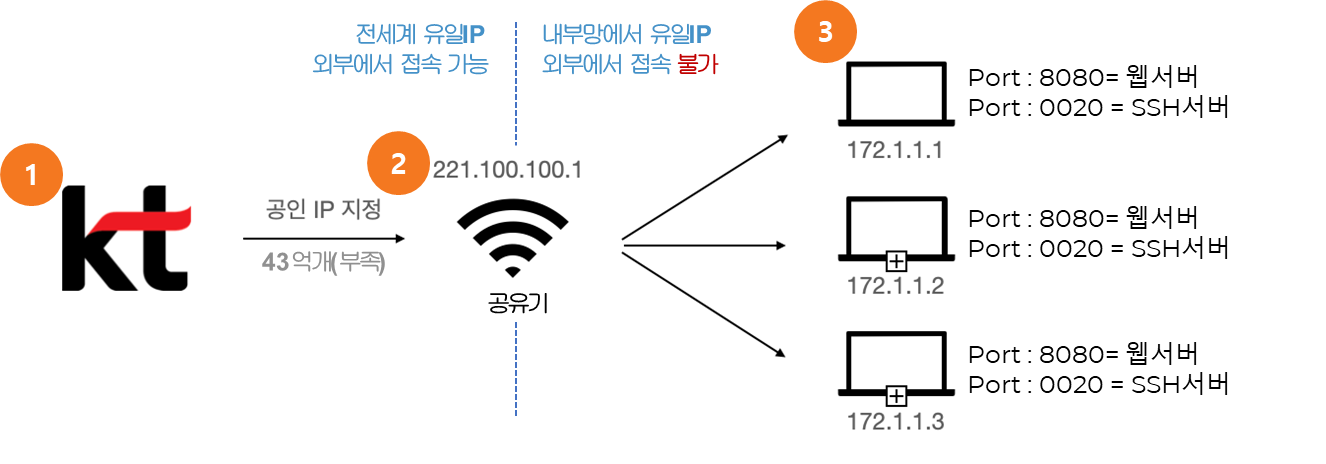 전세계 유일IP
외부에서 접속 가능
내부망에서 유일IP
외부에서 접속 불가
1
kt
공인 IP 지정
43억개(부족)
2
221.100.100.1
공유기
3
Port : 8080= 웹서버
Port : 0020 = SSH서버
172.1.1.1
Port : 8080= 웹서버
Port : 0020 = SSH서버
172.1.1.2
Port : 8080= 웹서버
Port : 0020 = SSH서버
172.1.1.3